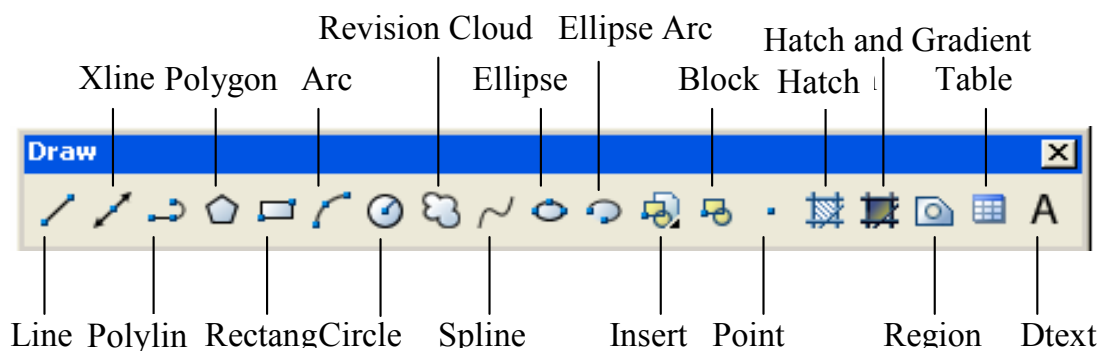 Revision Cloud Ellipse Arc Hatch and Gradient
Xline Polygon Arc Ellipse Block Hatch Table
Draw
A
Line Polylin RectangCircle Spline Insert Point Region Dtext